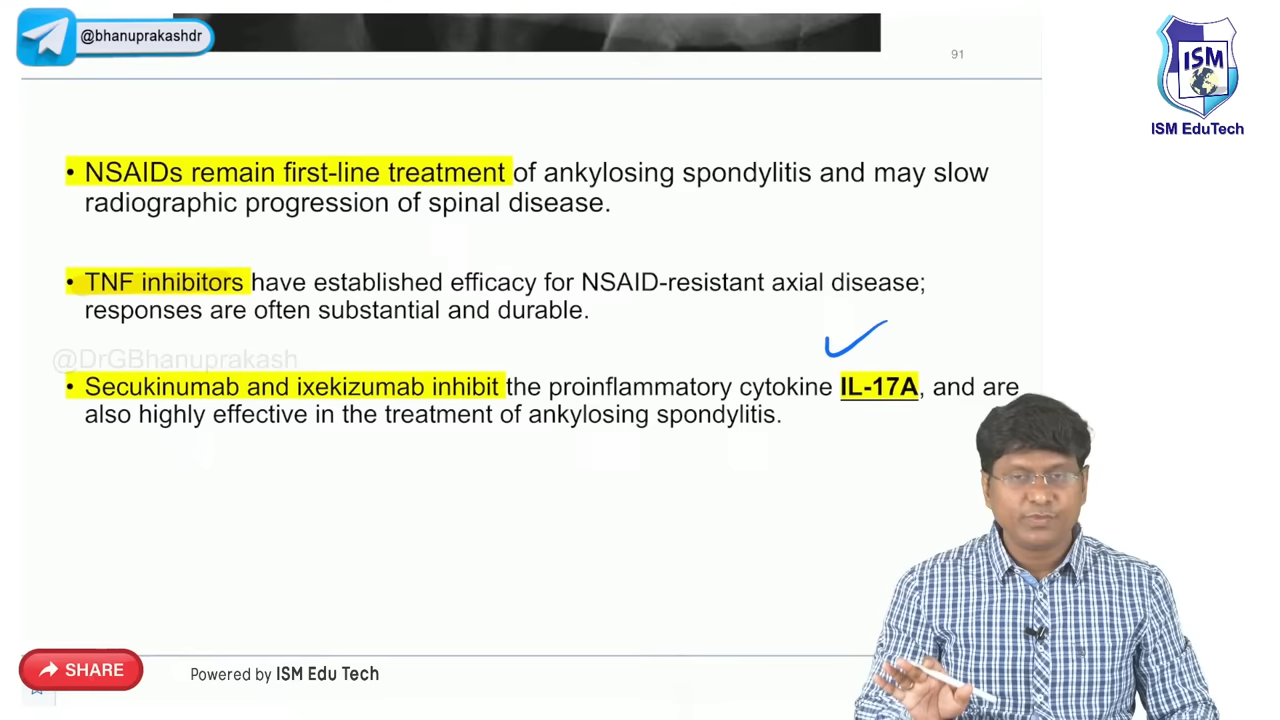 @bhanuprakashdr
91
ISM
ISM EduTech
• NSAIDs remain first-line treatment of ankylosing spondylitis and may slow
radiographic progression of spinal disease.
• TNF inhibitors have established efficacy for NSAID-resistant axial disease;
responses are often substantial and durable.
@DrGBhanuprakash
• Secukinumab and ixekizumab inhibit the proinflammatory cytokine IL-17A, and are
also highly effective in the treatment of ankylosing spondylitis.
SHARE
Powered by ISM Edu Tech